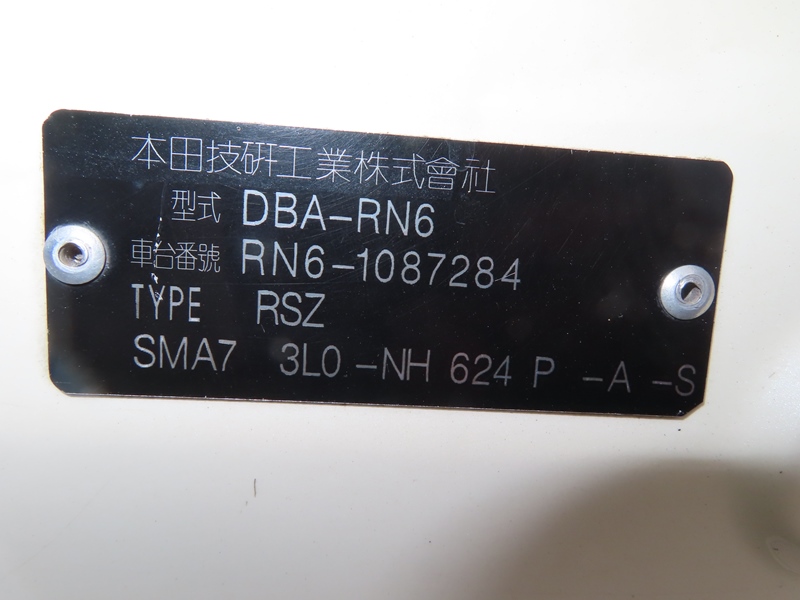 本田技研工業株式會社
型式 DBA-RN6
車台番號 RN6-1087284
TYPE RSZ
SMA7 3L0 -NH 624 P -A -S